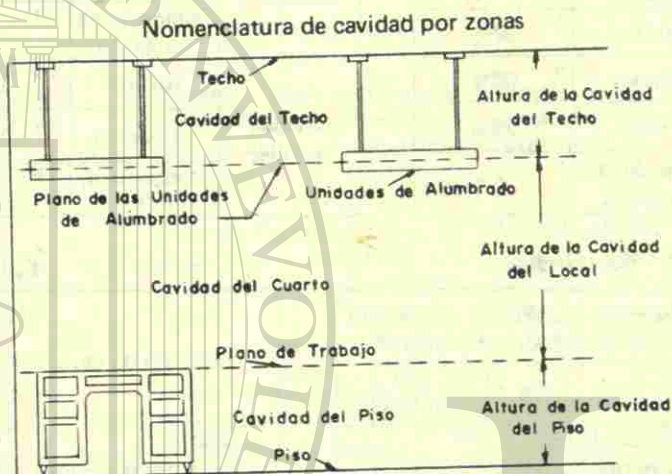 Nomenclatura de cavidad por zonas
Techo
Cavidad del Techo
Altura de la Cavidad
del Techo
Plano de las Unidades
de Alumbrado
Unidades de Alumbrado
Altura de la Cavidad
del Local
Cavidad del Cuarto
Plano de Trabajo
Cavidad del Piso
Altura de la Cavidad
del Piso
Piso